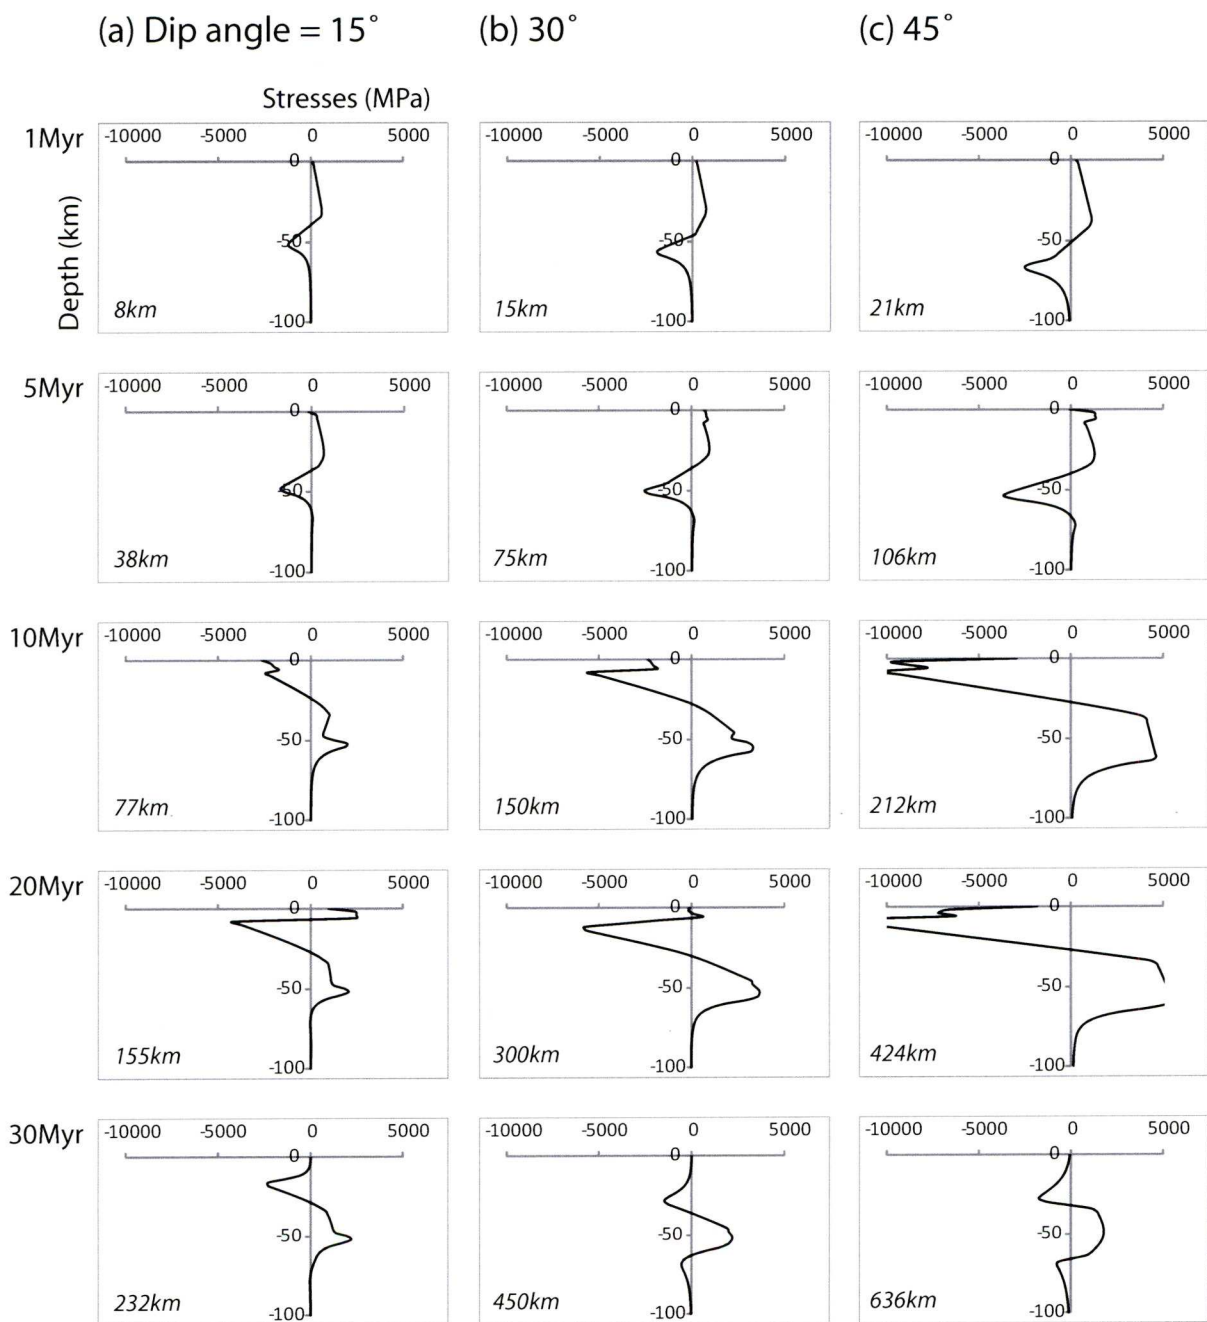 (a) Dip angle = 15° (b) 30° (c) 45°
Stresses (MPa)
1Myr
-10000 -5000 0 5000 -10000 -5000 0 5000 -10000 -5000 0 5000
0 0 0
Depth (km)
-50 -50 -50
8km 15km 21km
-100 -100 -100
5Myr
-10000 -5000 0 5000 -10000 -5000 0 5000 -10000 -5000 0 5000
0 0 0
-50 -50 -50
38km 75km 106km
-100 -100 -100
10Myr
-10000 -5000 0 5000 -10000 -5000 0 5000 -10000 -5000 0 5000
0 0 0
-50 -50 -50
77km 150km 212km
-100 -100 -100
20Myr
-10000 -5000 0 5000 -10000 -5000 0 5000 -10000 -5000 0 5000
0 0 0
-50 -50 -50
155km 300km 424km
-100 -100 -100
30Myr
-10000 -5000 0 5000 -10000 -5000 0 5000 -10000 -5000 0 5000
0 0 0
-50 -50 -50
232km 450km 636km
-100 -100 -100